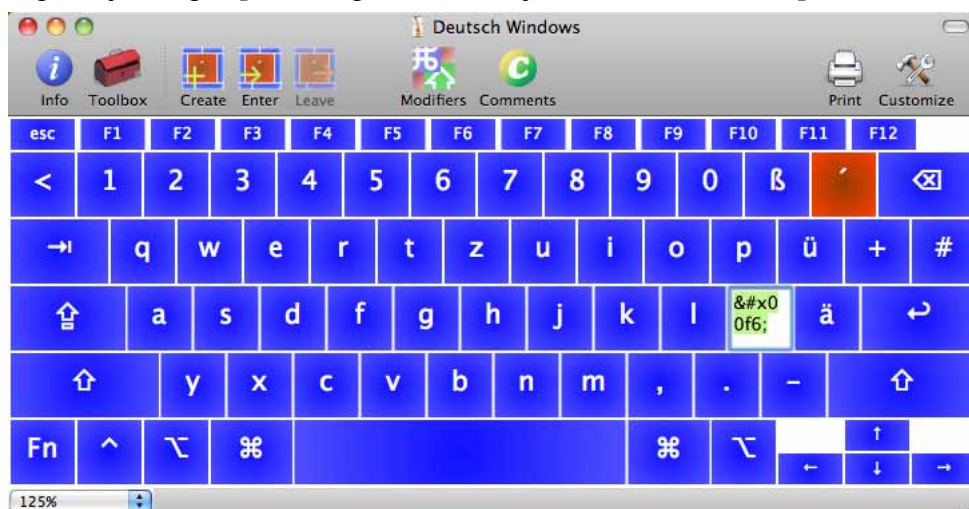 Deutsch Windows
Info Toolbox Create Enter Leave Modifiers Comments Print Customize
esc F1 F2 F3 F4 F5 F6 F7 F8 F9 F10 F11 F12
< 1 2 3 4 5 6 7 8 9 0 ß ´
q w e r t z u i o p ü + #
a s d f g h j k l &#x0
0f6; ä
y x c v b n m , . -
Fn ^ ⌥ ⌘ ⌘ ⌥ ↑
← ↓ →
125%